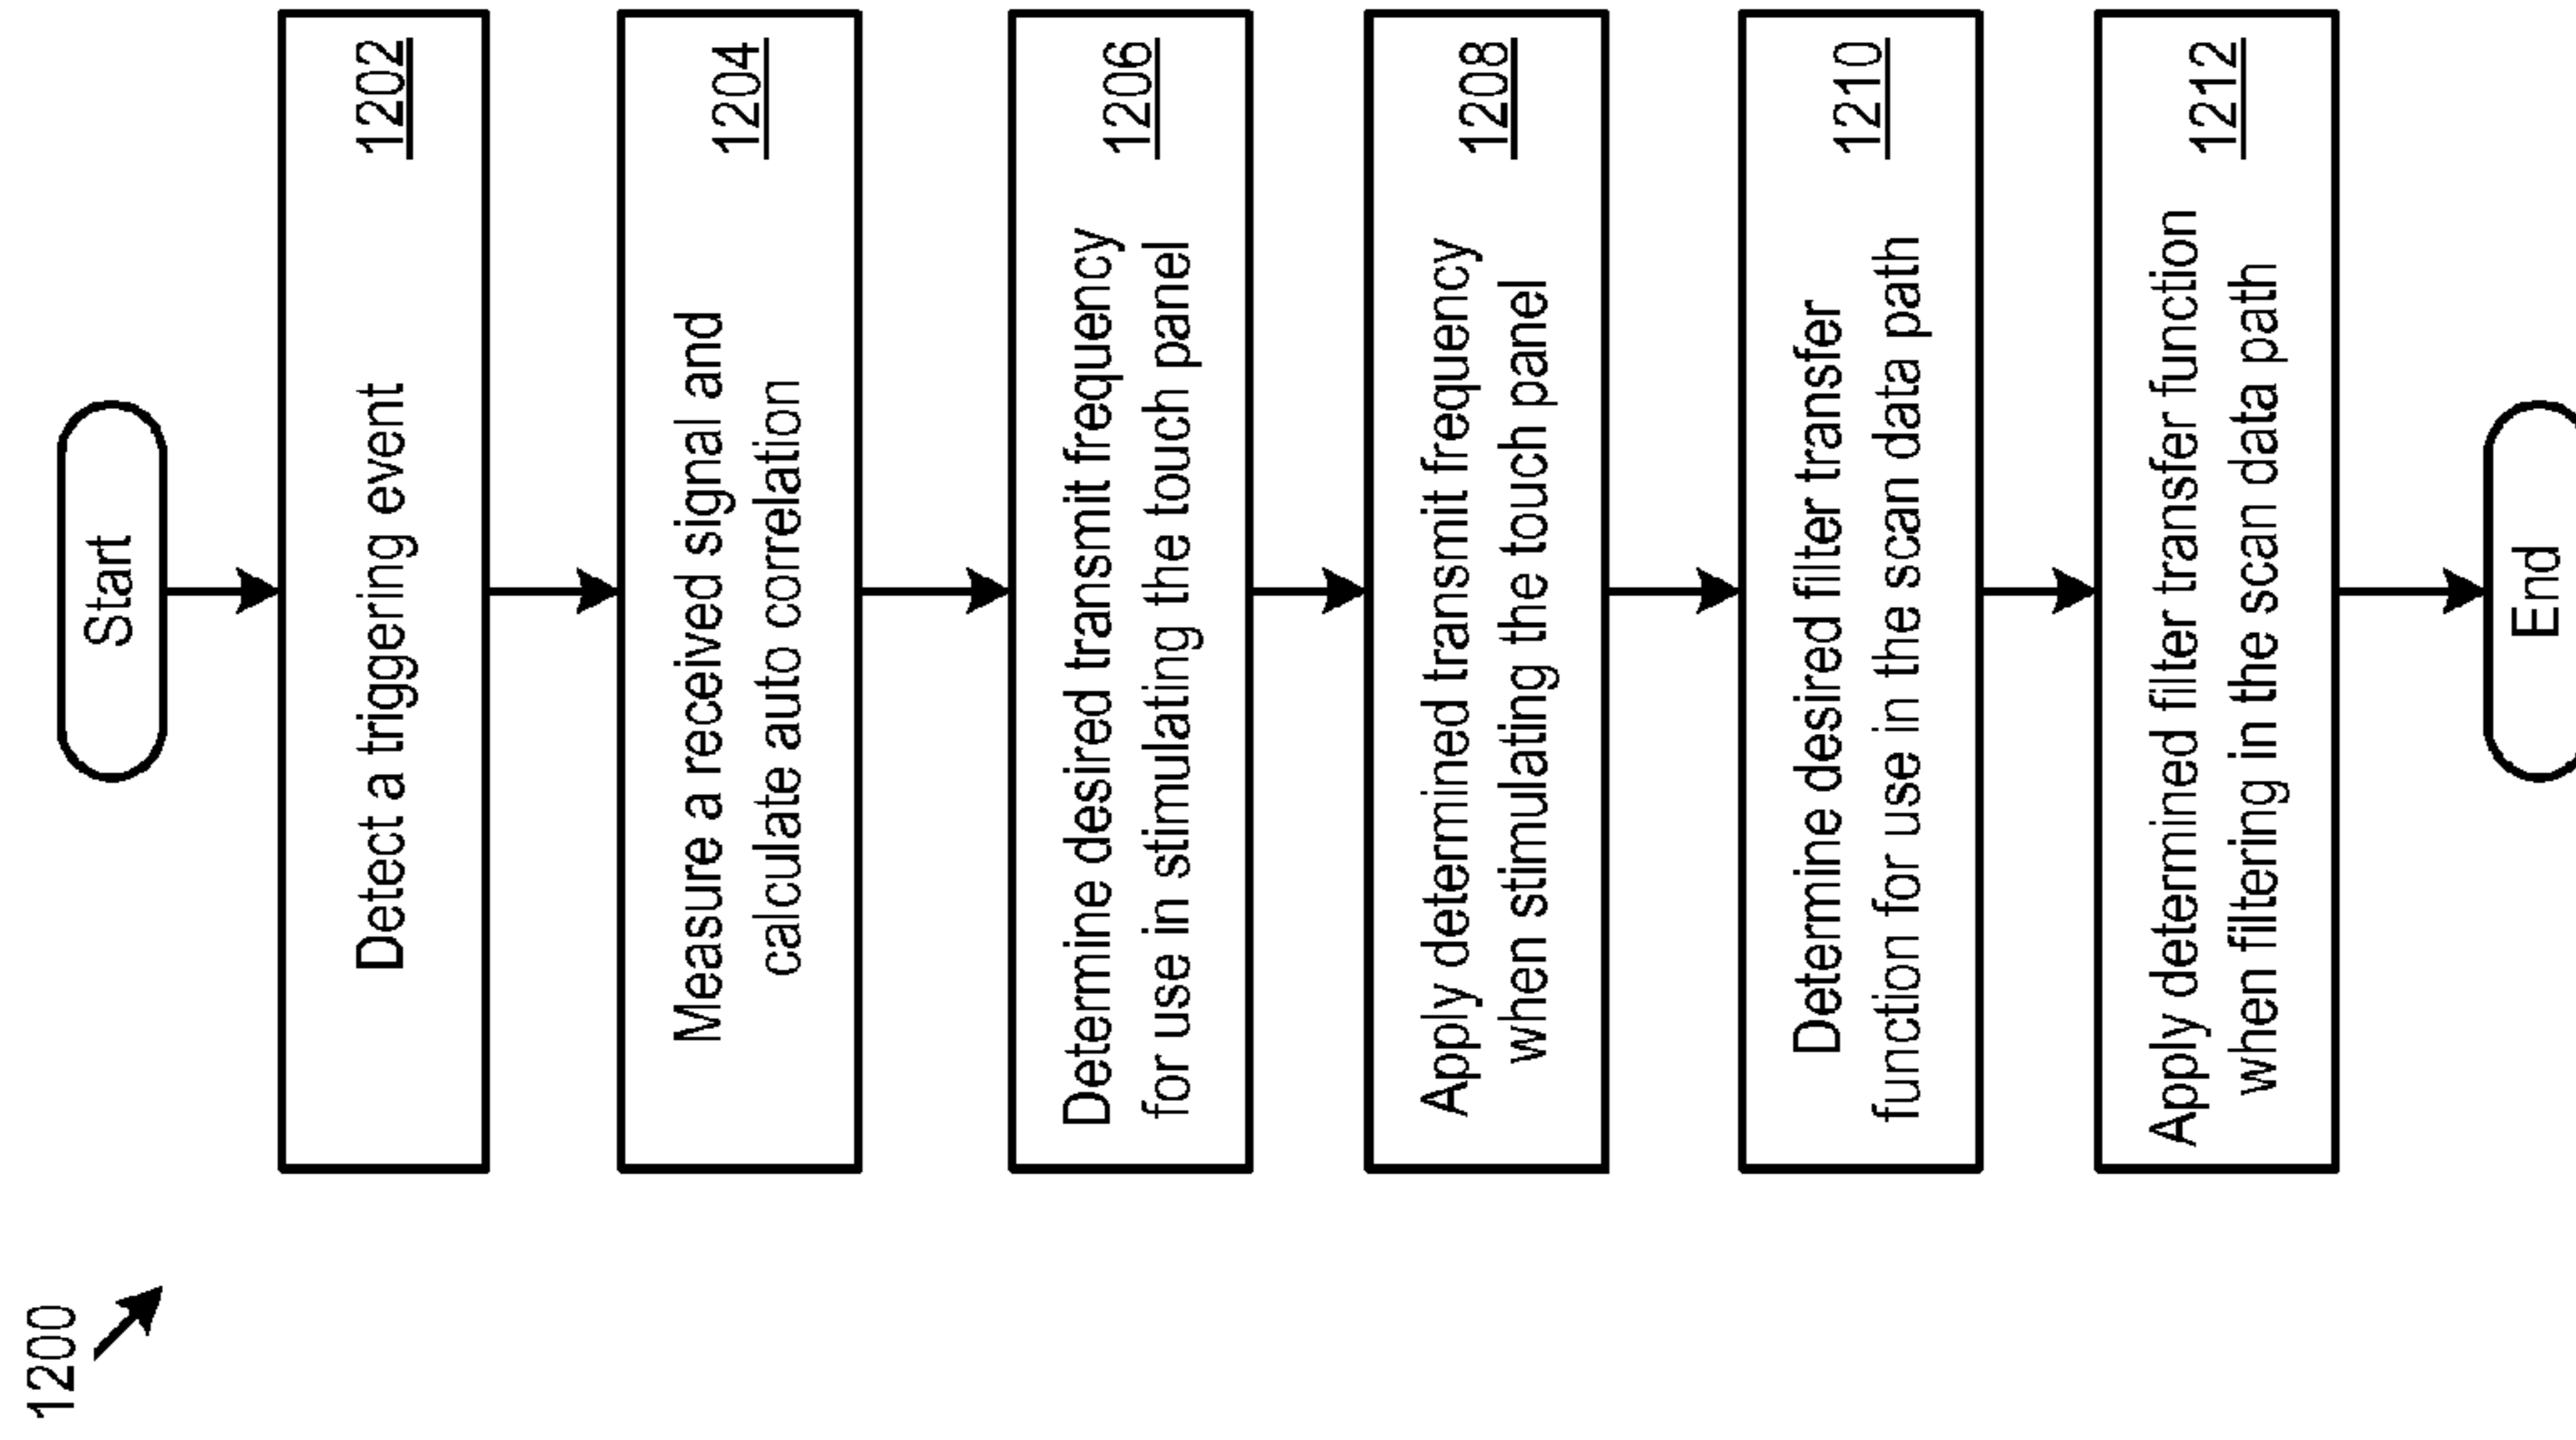 1200
Start
Detect a triggering event
1202
Measure a received signal and
calculate auto correlation
1204
Determine desired transmit frequency
for use in stimulating the touch panel
1206
Apply determined transmit frequency
when stimulating the touch panel
1208
Determine desired filter transfer
function for use in the scan data path
1210
Apply determined filter transfer function
when filtering in the scan data path
1212
End